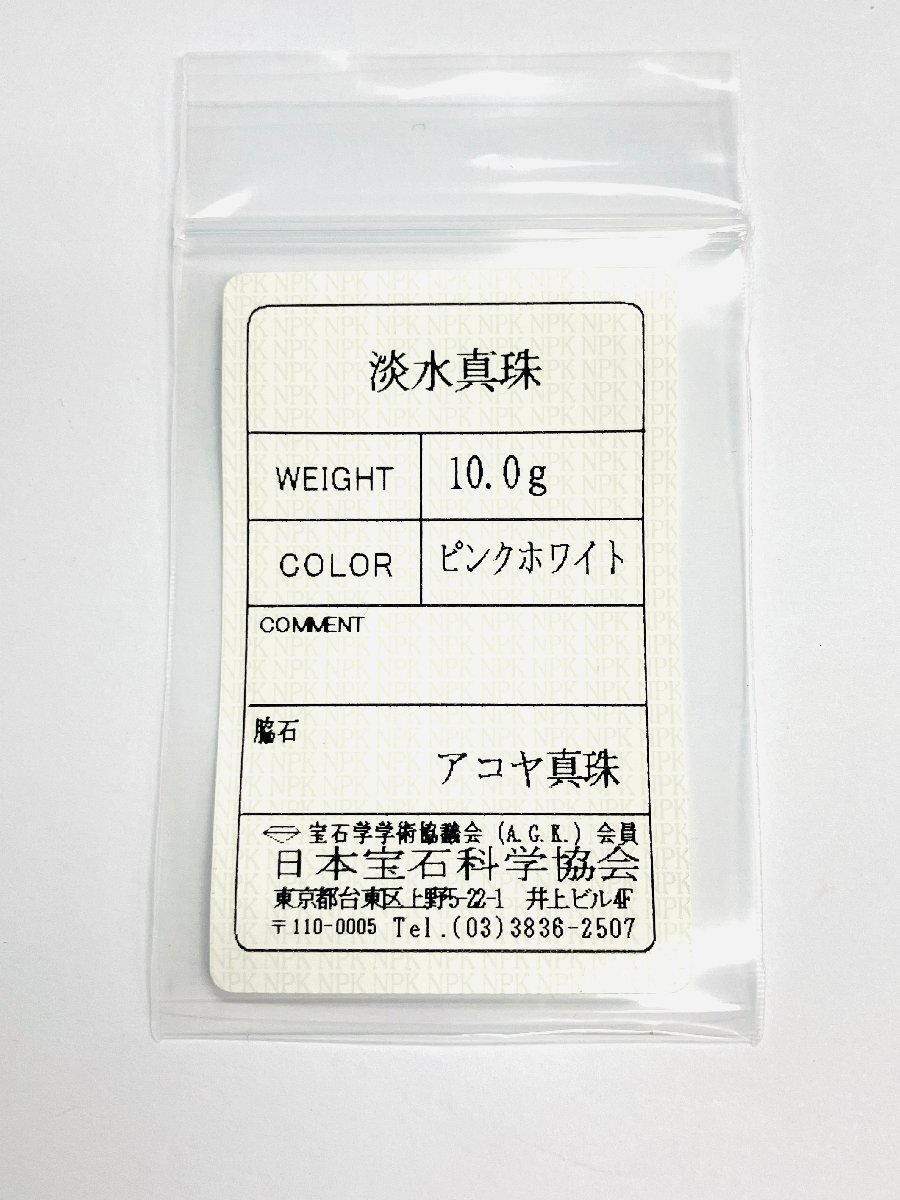 淡水真珠
WEIGHT 10.0g
COLOR ピンクホワイト
COMMENT
脇石
アコヤ真珠
宝石学学術協議会 (A.G.K.) 会員
日本宝石科学協会
東京都台東区上野5-22-1 井上ビル4F
〒110-0005 Tel.(03)3836-2507